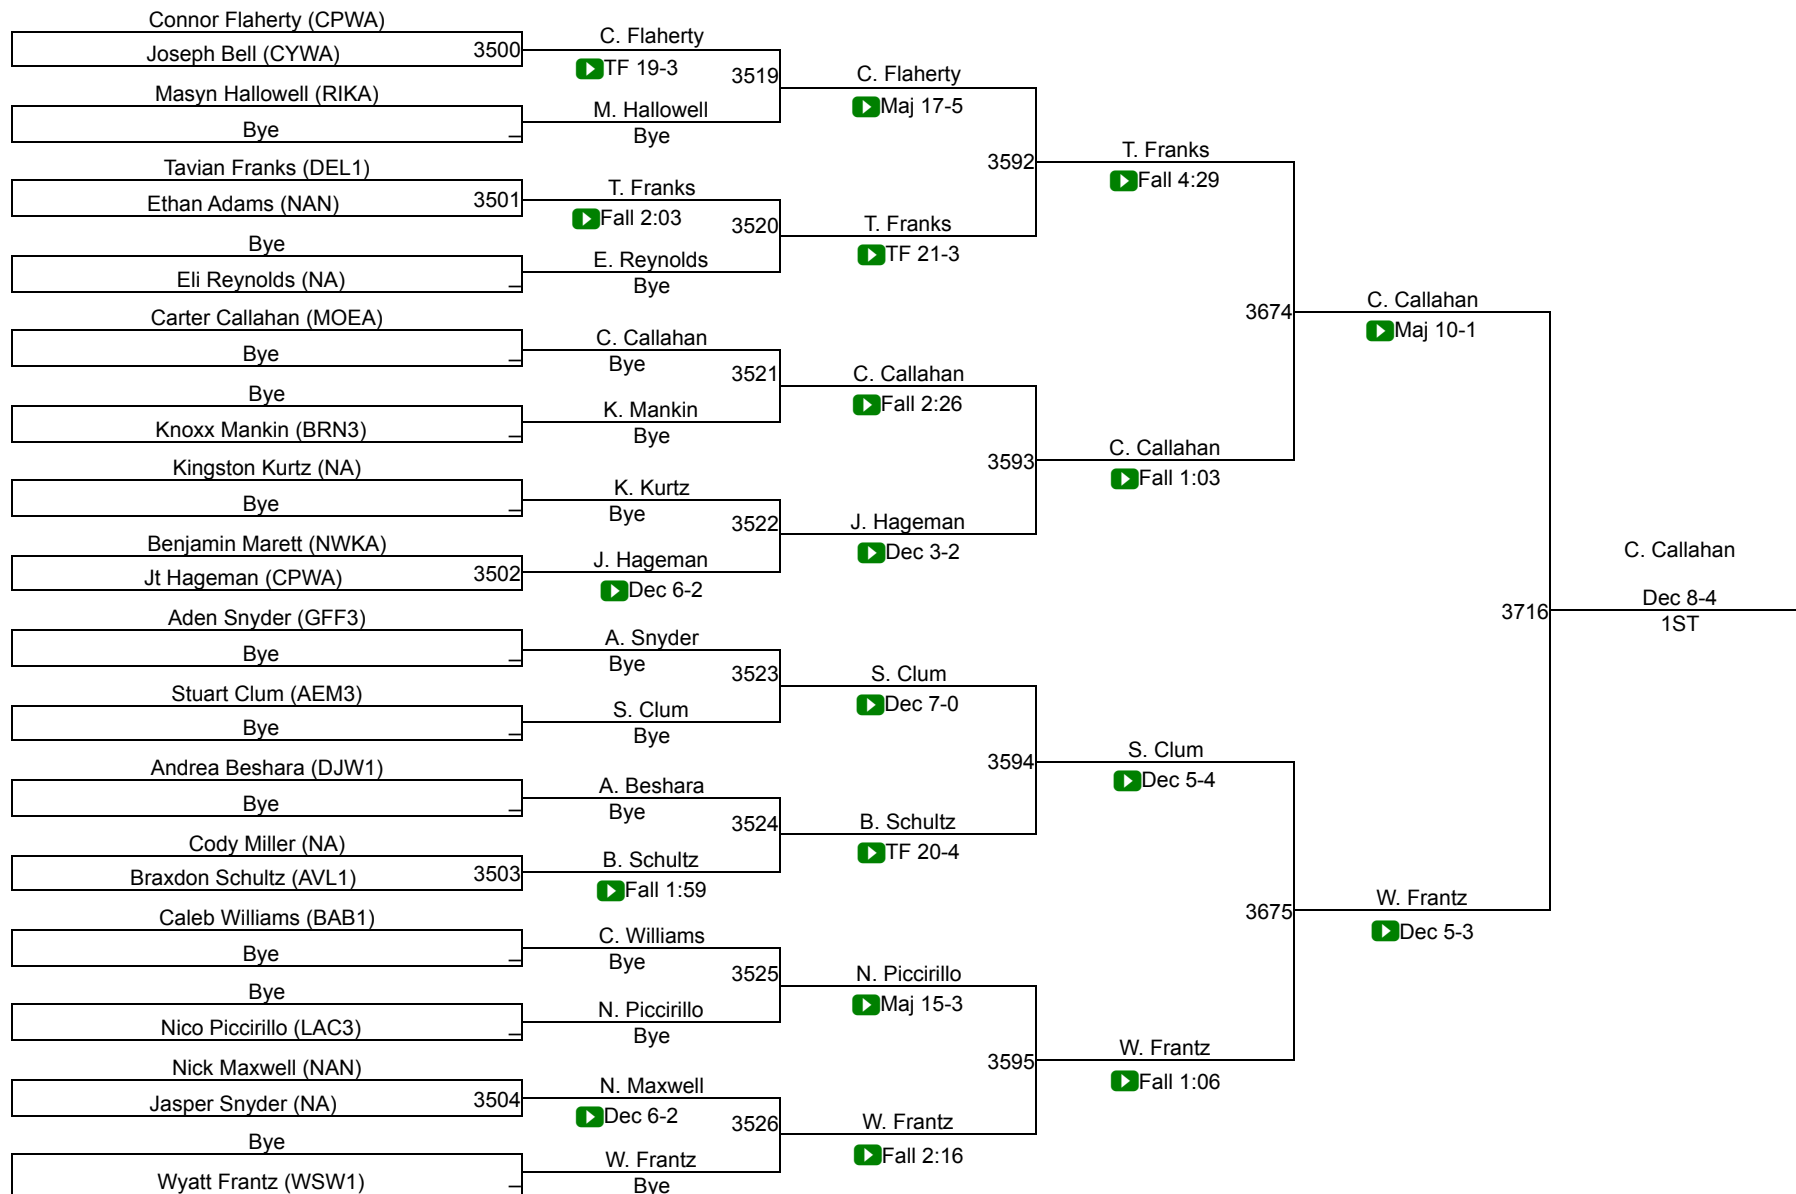 Connor Flaherty (CPWA)
Joseph Bell (CYWA) 3500
Masyn Hallowell (RIKA)
Bye
Tavian Franks (DEL1)
Ethan Adams (NAN) 3501
Bye
Eli Reynolds (NA)
Carter Callahan (MOEA)
Bye
Bye
Knoxx Mankin (BRN3)
Kingston Kurtz (NA)
Bye
Benjamin Marett (NWKA)
Jt Hageman (CPWA) 3502
Aden Snyder (GFF3)
Bye
Stuart Clum (AEM3)
Bye
Andrea Beshara (DJW1)
Bye
Cody Miller (NA)
Braxdon Schultz (AVL1) 3503
Caleb Williams (BAB1)
Bye
Bye
Nico Piccirillo (LAC3)
Nick Maxwell (NAN)
Jasper Snyder (NA) 3504
Bye
Wyatt Frantz (WSW1)
C. Flaherty
TF 19-3
3519
M. Hallowell
Bye
T. Franks
Fall 2:03
3520
E. Reynolds
Bye
C. Callahan
Bye
3521
K. Mankin
Bye
K. Kurtz
Bye
3522
J. Hageman
Dec 6-2
A. Snyder
Bye
3523
S. Clum
Bye
A. Beshara
Bye
3524
B. Schultz
Fall 1:59
C. Williams
Bye
3525
N. Piccirillo
Bye
N. Maxwell
Dec 6-2
3526
W. Frantz
Bye
C. Flaherty
Maj 17-5
3592
T. Franks
TF 21-3
C. Callahan
Fall 2:26
3593
J. Hageman
Dec 3-2
S. Clum
Dec 7-0
3594
B. Schultz
TF 20-4
N. Piccirillo
Maj 15-3
3595
W. Frantz
Fall 2:16
T. Franks
Fall 4:29
3674
C. Callahan
Fall 1:03
S. Clum
Dec 5-4
3675
W. Frantz
Fall 1:06
C. Callahan
Maj 10-1
3716
W. Frantz
Dec 5-3
C. Callahan
Dec 8-4
1ST